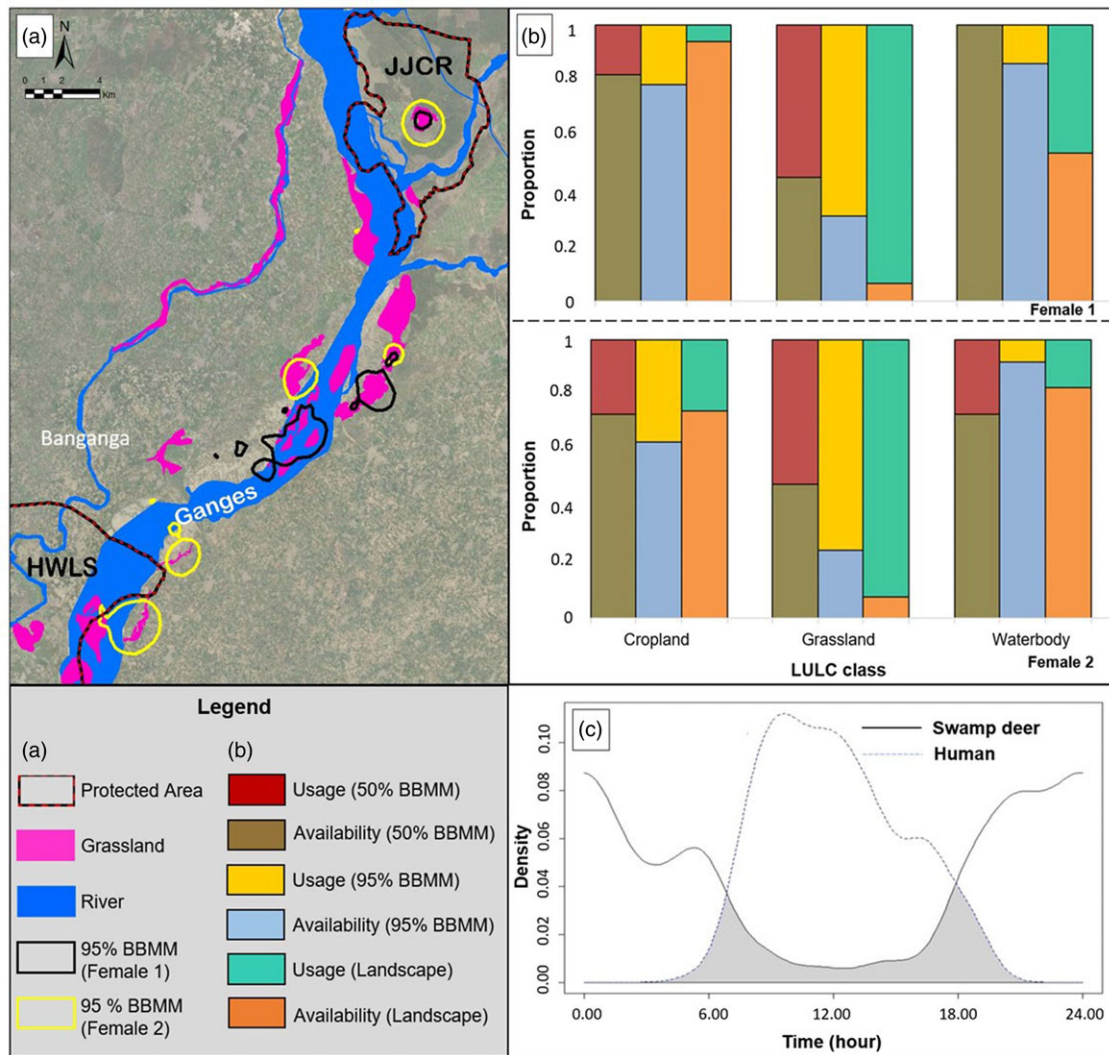 (a)
N
0 1 2 4
Km
JJCR
Banganga
Ganges
HWLS
(b)
1
0.8
0.6
0.4
0.2
0
Proportion
Female 1
1
0.8
0.6
0.4
0.2
0
Proportion
Cropland Grassland Waterbody
LULC class
Female 2
Legend
(a)
Protected Area
Grassland
River
95% BBMM
(Female 1)
95 % BBMM
(Female 2)
(b)
Usage (50% BBMM)
Availability (50% BBMM)
Usage (95% BBMM)
Availability (95% BBMM)
Usage (Landscape)
Availability (Landscape)
(c)
Swamp deer
Human
0.10
0.08
0.06
0.04
0.02
0.00
Density
0.00 6.00 12.00 18.00 24.00
Time (hour)